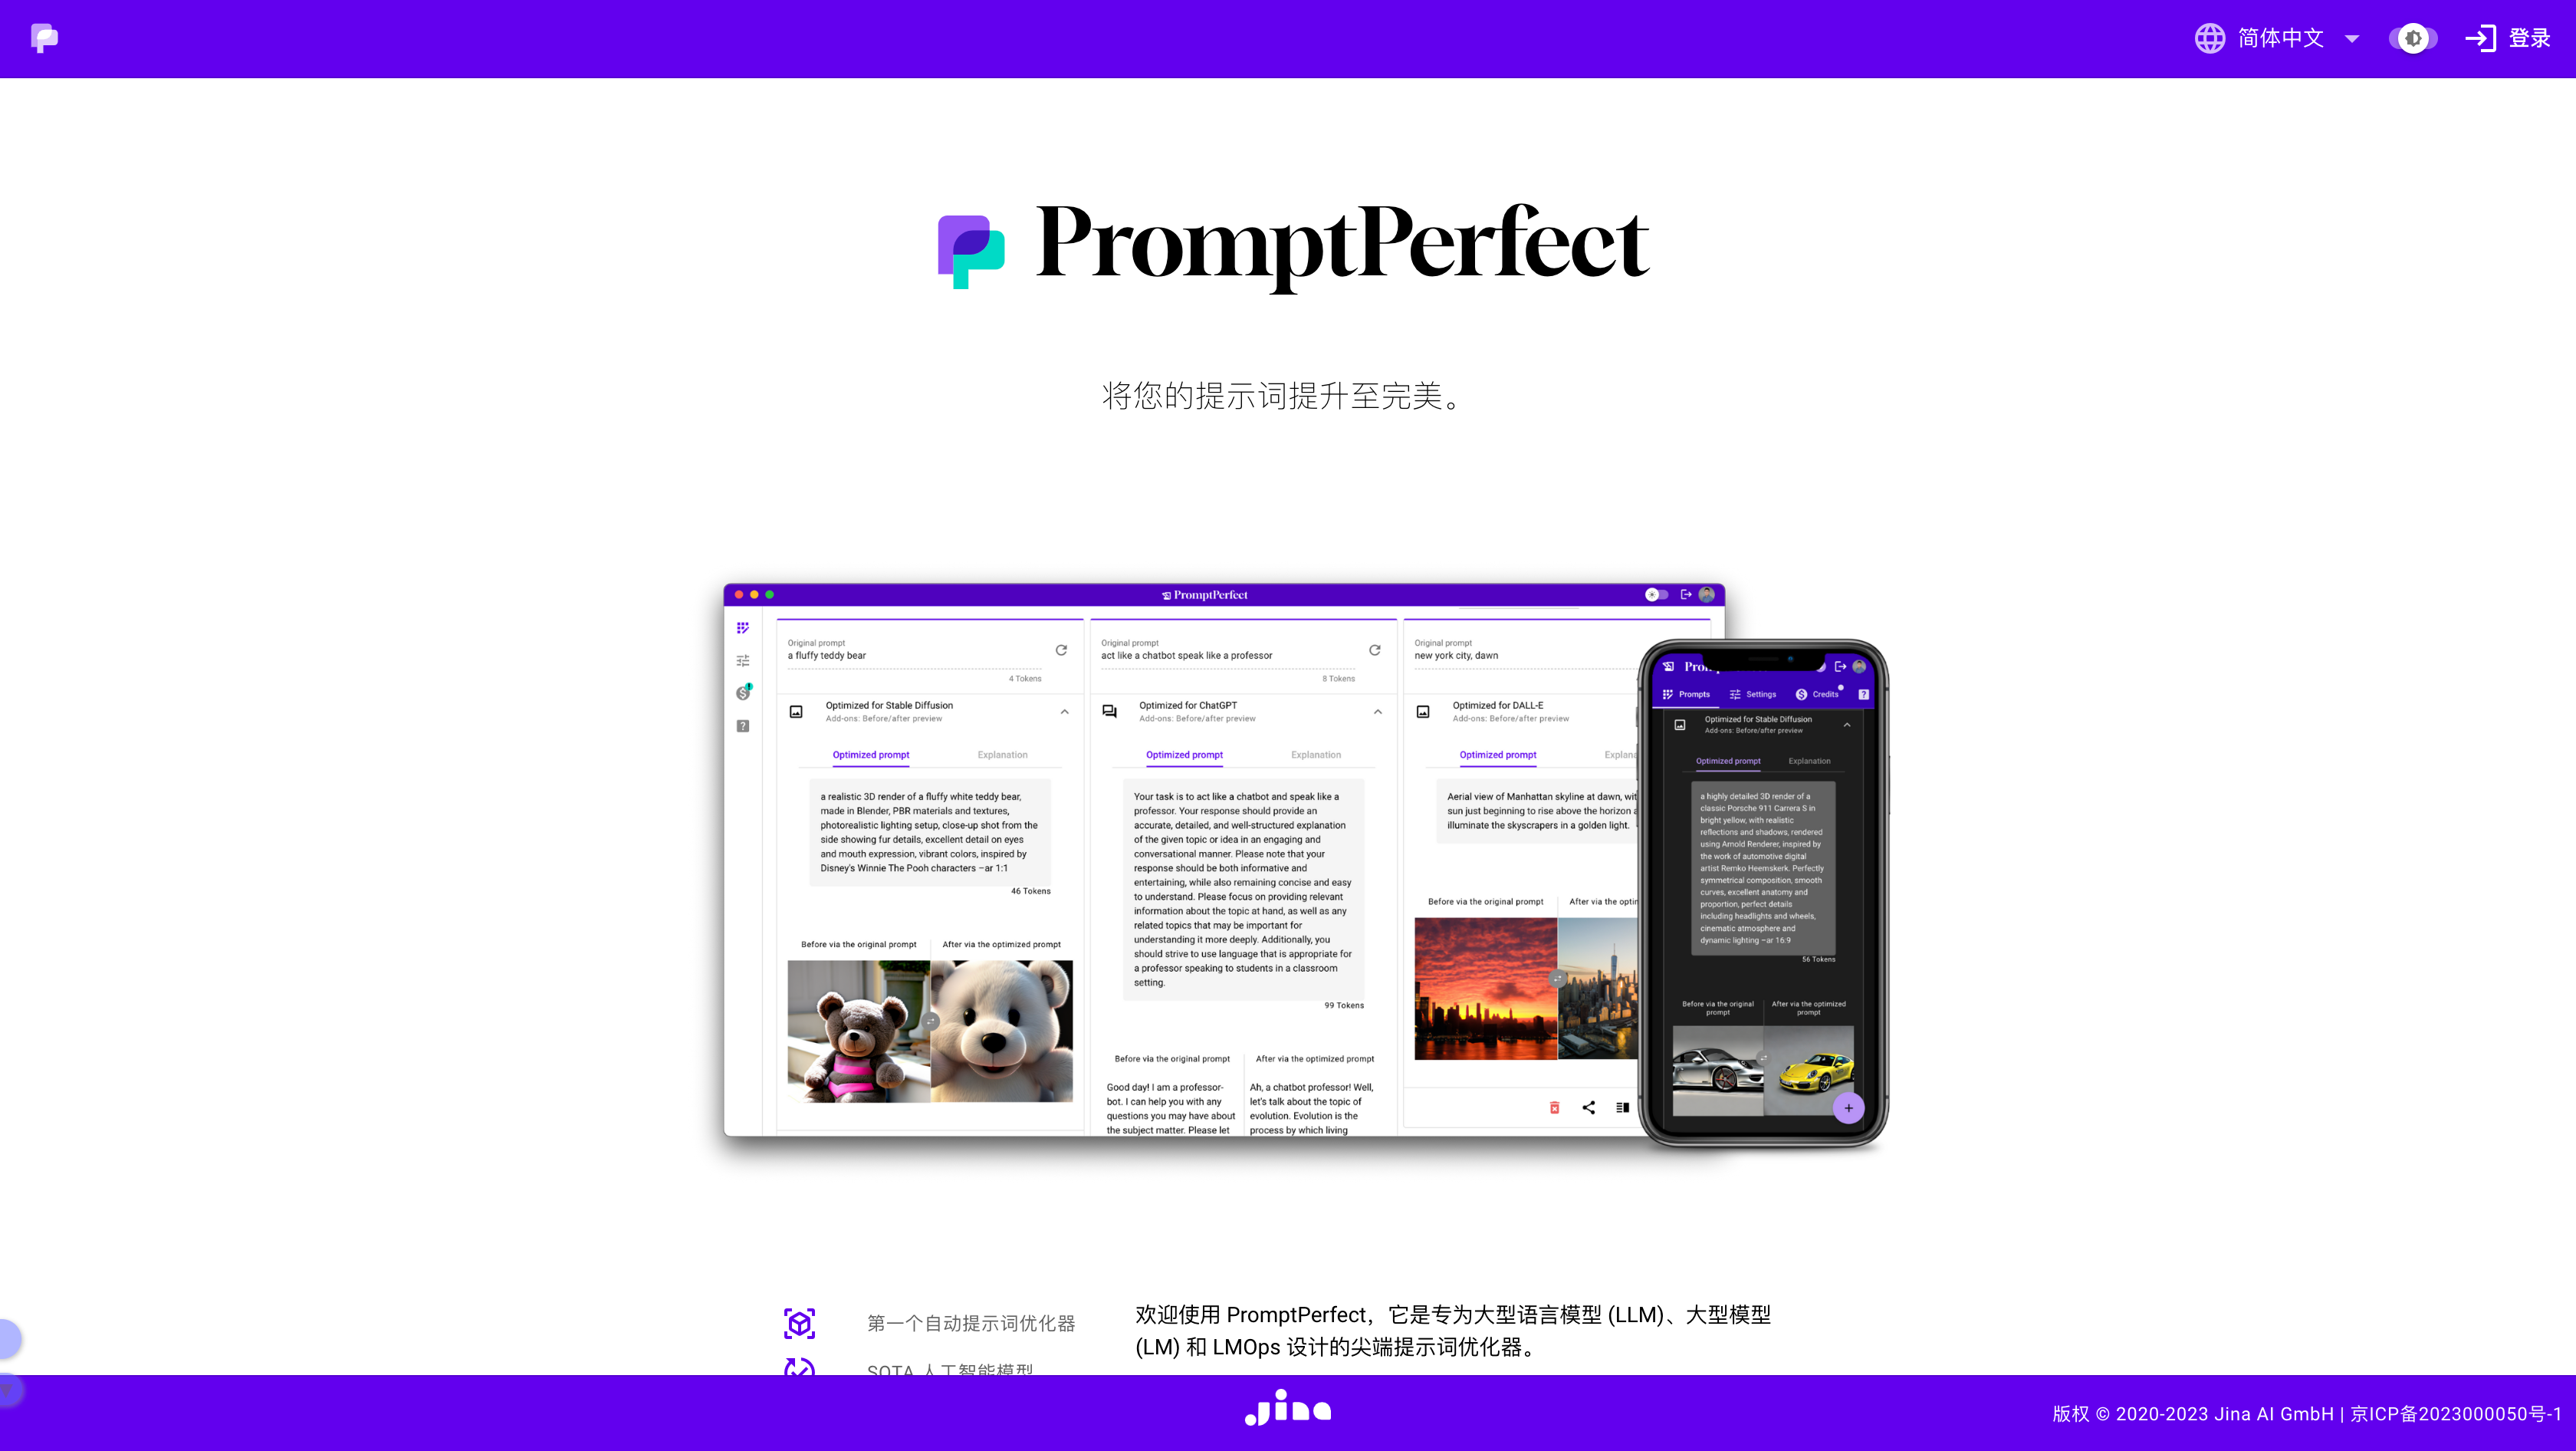 简体中文
登录
PromptPerfect
将您的提示词提升至完美。
PromptPerfect
Original prompt
a fluffy teddy bear
4 Tokens
Optimized for Stable Diffusion
Add-ons: Before/after preview
Optimized prompt
Explanation
a realistic 3D render of a fluffy white teddy bear,
made in Blender, PBR materials and textures,
photorealistic lighting setup, close-up shot from the
side showing fur details, excellent detail on eyes
and mouth expression, vibrant colors, inspired by
Disney's Winnie The Pooh characters –ar 1:1
46 Tokens
Before via the original prompt
After via the optimized prompt
Original prompt
act like a chatbot speak like a professor
8 Tokens
Optimized for ChatGPT
Add-ons: Before/after preview
Optimized prompt
Explanation
Your task is to act like a chatbot and speak like a
professor. Your response should provide an
accurate, detailed, and well-structured explanation
of the given topic or idea in an engaging and
conversational manner. Please note that your
response should be both informative and
entertaining, while also remaining concise and easy
to understand. Please focus on providing relevant
information about the topic at hand, as well as any
related topics that may be important for
understanding it more deeply. Additionally, you
should strive to use language that is appropriate for
a professor speaking to students in a classroom
setting.
99 Tokens
Before via the original prompt
After via the optimized prompt
Good day! I am a professor-
bot. I can help you with any
questions you may have about
the subject matter. Please let
Ah, a chatbot professor! Well,
let's talk about the topic of
evolution. Evolution is the
process by which living
Original prompt
new york city, dawn
Optimized for DALL-E
Add-ons: Before/after preview
Optimized prompt
Explana
Aerial view of Manhattan skyline at dawn, wit
sun just beginning to rise above the horizon a
illuminate the skyscrapers in a golden light.
Before via the original prompt
After via the optin
Prompts
Settings
Credits
Optimized for Stable Diffusion
Add-ons: Before/after preview
Optimized prompt
Explanation
a highly detailed 3D render of a
classic Porsche 911 Carrera S in
bright yellow, with realistic
reflections and shadows, rendered
using Arnold Renderer, inspired by
the work of automotive digital
artist Remko Heemskerk. Perfectly
symmetrical composition, smooth
curves, excellent anatomy and
proportion, perfect details
including headlights and wheels,
cinematic atmosphere and
dynamic lighting –ar 16:9
56 Tokens
Before via the original
prompt
After via the optimized
prompt
第一个自动提示词优化器
SOTA 人工智能模型
欢迎使用 PromptPerfect，它是专为大型语言模型 (LLM)、大型模型
(LM) 和 LMOps 设计的尖端提示词优化器。
Jina
版权 © 2020-2023 Jina AI GmbH | 京ICP备2023000050号-1